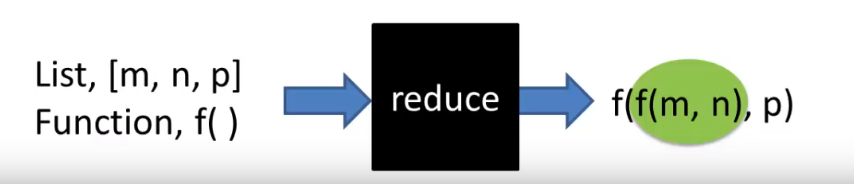 List, [m, n, p]
Function, f( )
reduce
f(f(m, n), p)